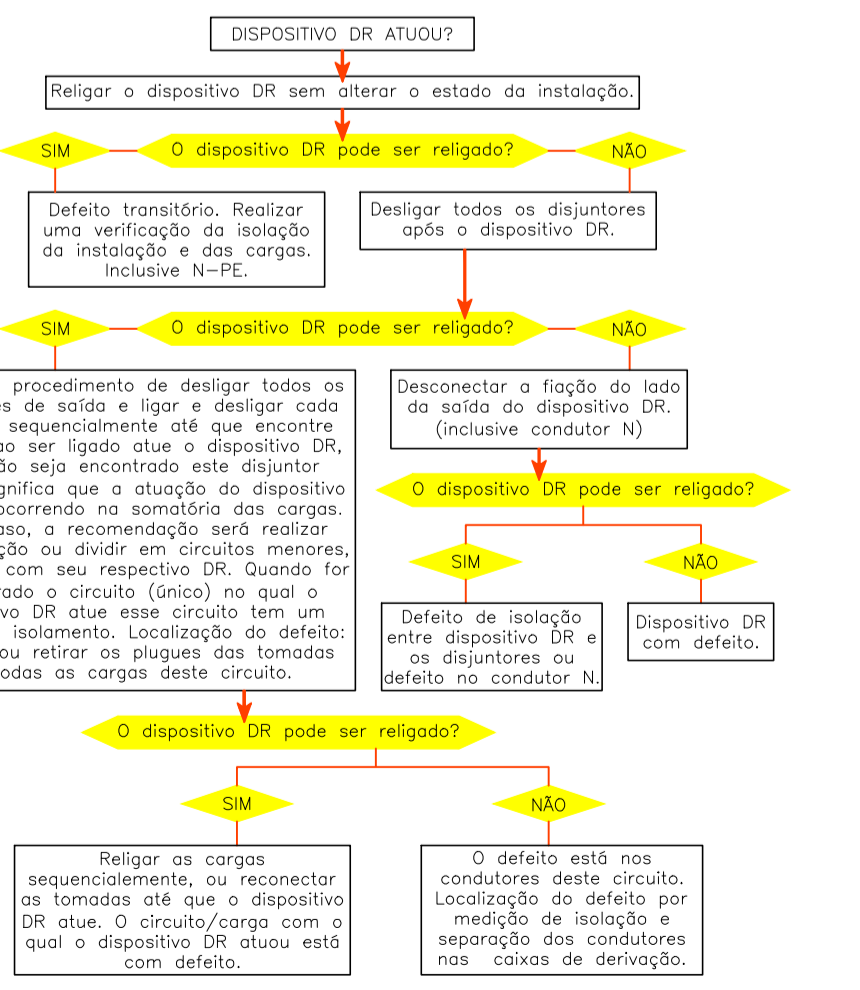 DISPOSITIVO DR ATUOU?
Religar o dispositivo DR sem alterar o estado da instalação.
SIM
O dispositivo DR pode ser religado?
NÃO
Defeito transitório. Realizar
uma verificação da isolação
da instalação e das cargas.
Inclusive N-PE.
Desligar todos os disjuntores
após o dispositivo DR.
SIM
O dispositivo DR pode ser religado?
NÃO
procedimento de desligar todos os
es de saída e ligar e desligar cada
sequencialmente até que encontre
ao ser ligado atue o dispositivo DR,
ão seja encontrado este disjuntor
gnifica que a atuação do dispositivo
ocorrendo na somatória das cargas.
aso, a recomendação será realizar
ção ou dividir em circuitos menores,
com seu respectivo DR. Quando for
rado o circuito (único) no qual o
vo DR atue esse circuito tem um
isolamento. Localização do defeito:
ou retirar os plugues das tomadas
odas as cargas deste circuito.
Desconectar a fiação do lado
da saída do dispositivo DR.
(inclusive condutor N)
O dispositivo DR pode ser religado?
SIM
NÃO
Defeito de isolação
entre dispositivo DR e
os disjuntores ou
defeito no condutor N.
Dispositivo DR
com defeito.
O dispositivo DR pode ser religado?
SIM
NÃO
Religar as cargas
sequencialemente, ou reconectar
as tomadas até que o dispositivo
DR atue. O circuito/carga com o
qual o dispositivo DR atuou está
com defeito.
O defeito está nos
condutores deste circuito.
Localização do defeito por
medição de isolação e
separação dos condutores
nas caixas de derivação.